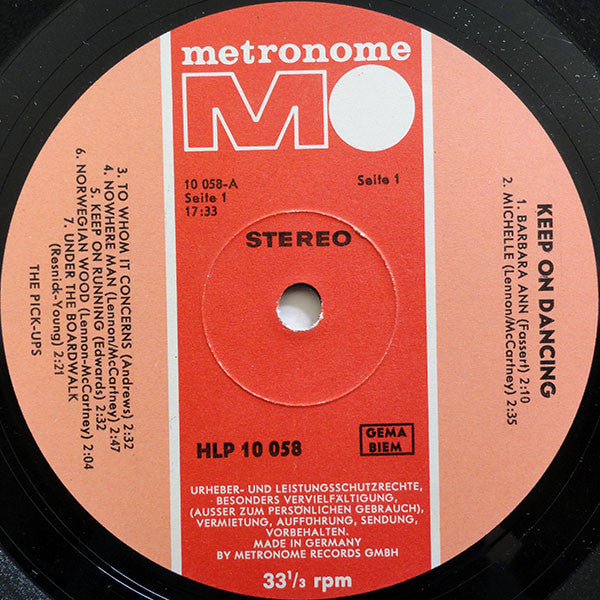 metronome
MO
10 058-A
Seite 1
17:33
Seite 1
STEREO
KEEP ON DANCING
1. BARBARA ANN (Fassert) 2:10
2. MICHELLE (Lennon/McCartney) 2:35
3. TO WHOM IT CONCERNS (Andrews) 2:32
4. NOWHERE MAN (Lennon/McCartney) 2:47
5. KEEP ON RUNNING (Edwards) 2:32
6. NORWEGIAN WOOD (Lennon-McCartney) 2:04
7. UNDER THE BOARDWALK
(Resnick-Young) 2:21
THE PICK-UPS
HLP 10 058
GEMA
BIEM
URHEBER- UND LEISTUNGSSCHUTZRECHTE,
BESONDERS VERVIELFÄLTIGUNG,
(AUSSER ZUM PERSÖNLICHEN GEBRAUCH),
VERMIETUNG, AUFFÜHRUNG, SENDUNG,
VORBEHALTEN.
MADE IN GERMANY
BY METRONOME RECORDS GMBH
33 1/3 rpm